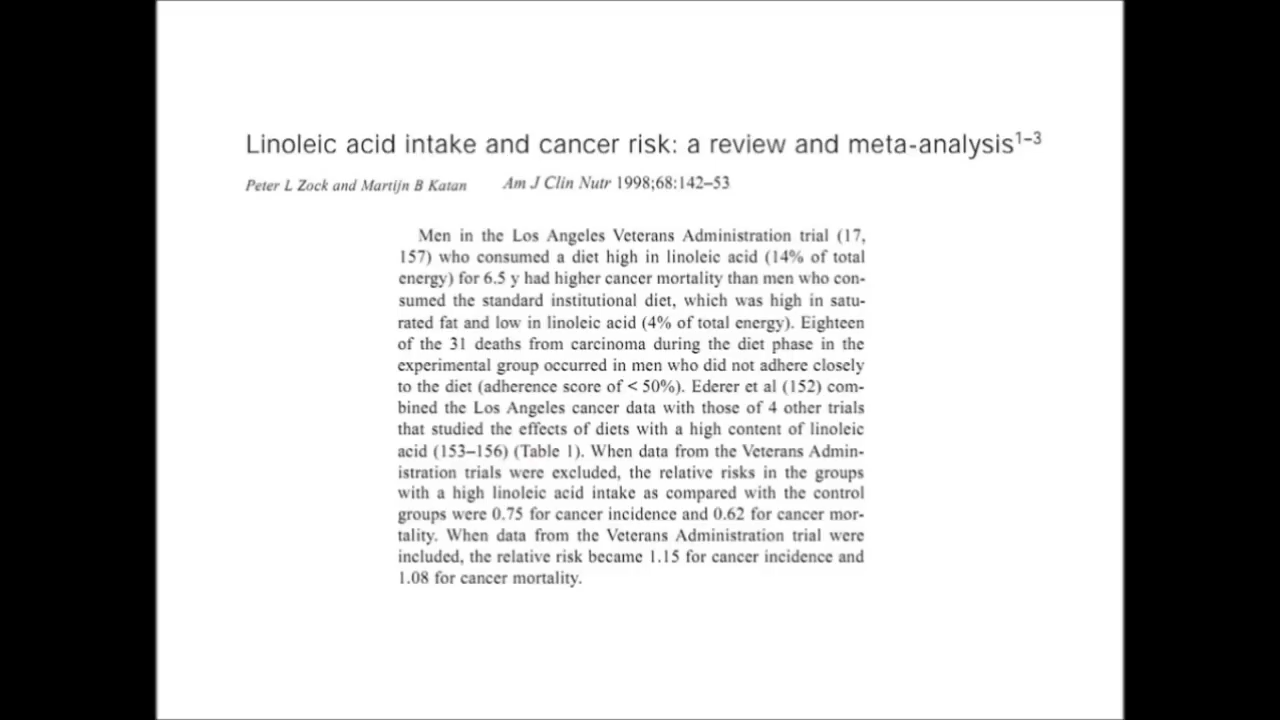 Linoleic acid intake and cancer risk: a review and meta-analysis1–3
Peter L Zock and Martijn B Katan Am J Clin Nutr 1998;68:142–53
Men in the Los Angeles Veterans Administration trial (17,
157) who consumed a diet high in linoleic acid (14% of total
energy) for 6.5 y had higher cancer mortality than men who con-
sumed the standard institutional diet, which was high in satu-
rated fat and low in linoleic acid (4% of total energy). Eighteen
of the 31 deaths from carcinoma during the diet phase in the
experimental group occurred in men who did not adhere closely
to the diet (adherence score of < 50%). Ederer et al (152) com-
bined the Los Angeles cancer data with those of 4 other trials
that studied the effects of diets with a high content of linoleic
acid (153–156) (Table 1). When data from the Veterans Admin-
istration trials were excluded, the relative risks in the groups
with a high linoleic acid intake as compared with the control
groups were 0.75 for cancer incidence and 0.62 for cancer mor-
tality. When data from the Veterans Administration trial were
included, the relative risk became 1.15 for cancer incidence and
1.08 for cancer mortality.